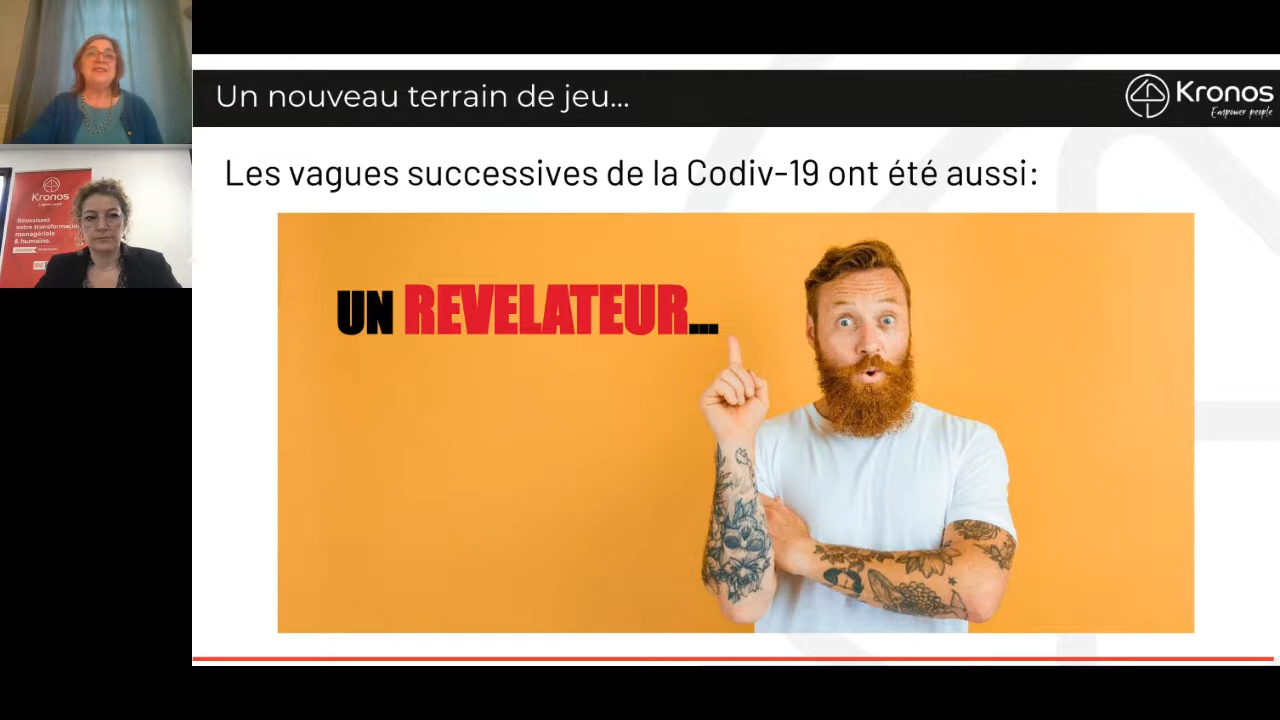 Un nouveau terrain de jeu...
Kronos
Empower people
Les vagues successives de la Codiv-19 ont été aussi:
UN REVELATEUR...
Kronos
Réussissez
votre transformation
managériale
& humaine.